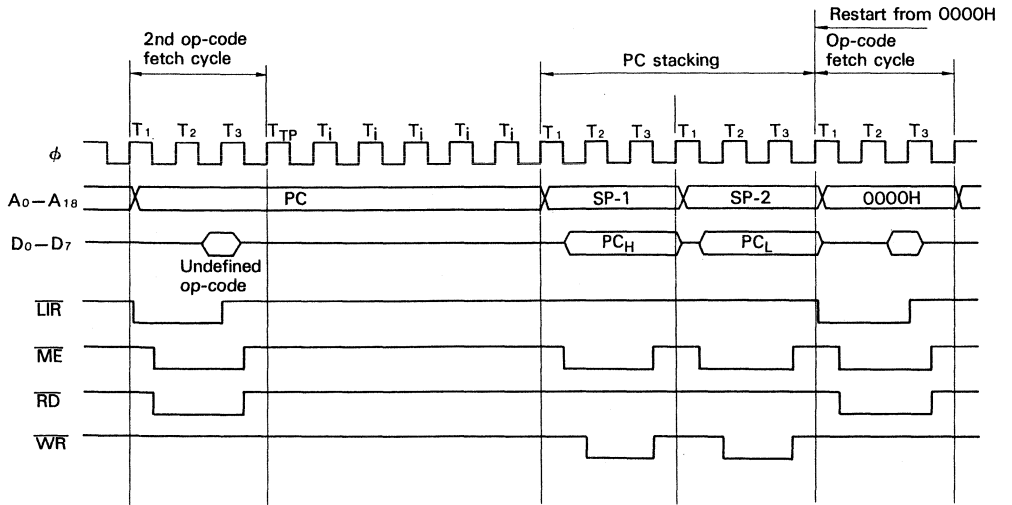 Restart from 0000H
2nd op-code
fetch cycle
PC stacking
Op-code
fetch cycle
T1 T2 T3 TTP Ti Ti Ti Ti Ti T1 T2 T3 T1 T2 T3 T1 T2 T3
φ
A0–A18 PC SP-1 SP-2 0000H
D0–D7 PCH PCL
Undefined
op-code
LIR
ME
RD
WR